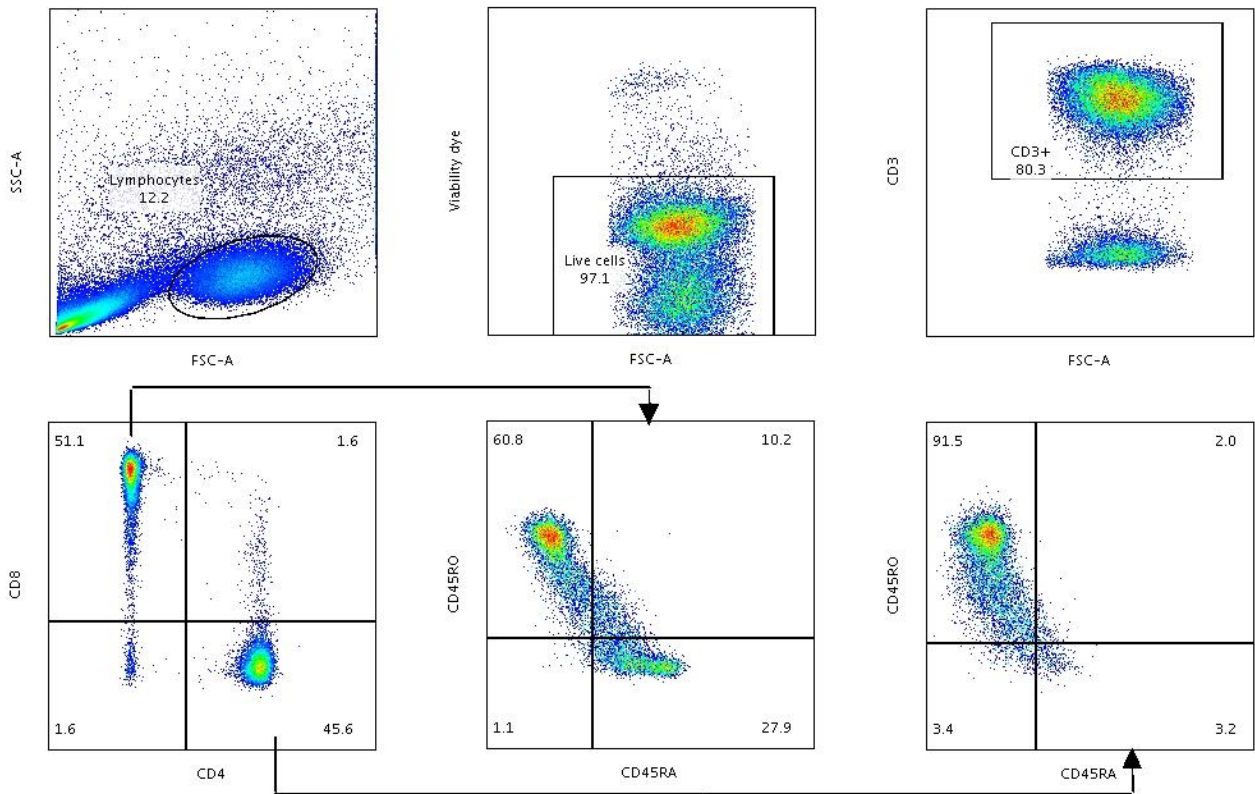 SSC-A
Lymphocytes
12.2
FSC-A
Viability dye
Live cells
97.1
FSC-A
CD3
CD3+
80.3
FSC-A
CD8
51.1
1.6
1.6
45.6
CD4
CD45RO
60.8
10.2
1.1
27.9
CD45RA
CD45RO
91.5
2.0
3.4
3.2
CD45RA